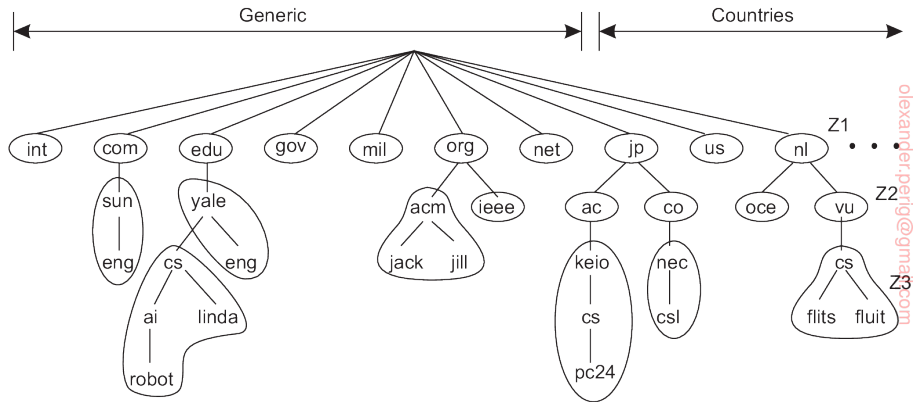 Generic Countries
Z1
int com edu gov mil org net jp us nl
sun yale acm ieee ac co oce vu Z2
eng cs eng jack jill keio nec cs Z3
ai linda cs csl flits fluit
robot pc24
olexander.perig@gmail.com